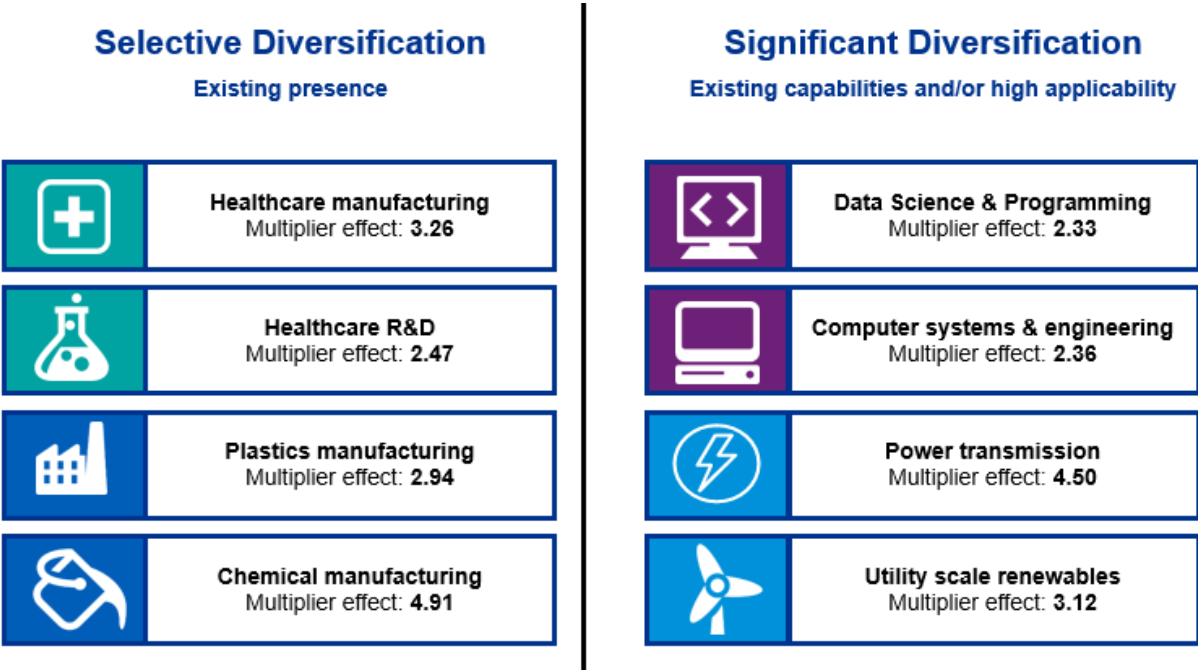 Selective Diversification
Existing presence
Healthcare manufacturing
Multiplier effect: 3.26
Healthcare R&D
Multiplier effect: 2.47
Plastics manufacturing
Multiplier effect: 2.94
Chemical manufacturing
Multiplier effect: 4.91
Significant Diversification
Existing capabilities and/or high applicability
Data Science & Programming
Multiplier effect: 2.33
Computer systems & engineering
Multiplier effect: 2.36
Power transmission
Multiplier effect: 4.50
Utility scale renewables
Multiplier effect: 3.12